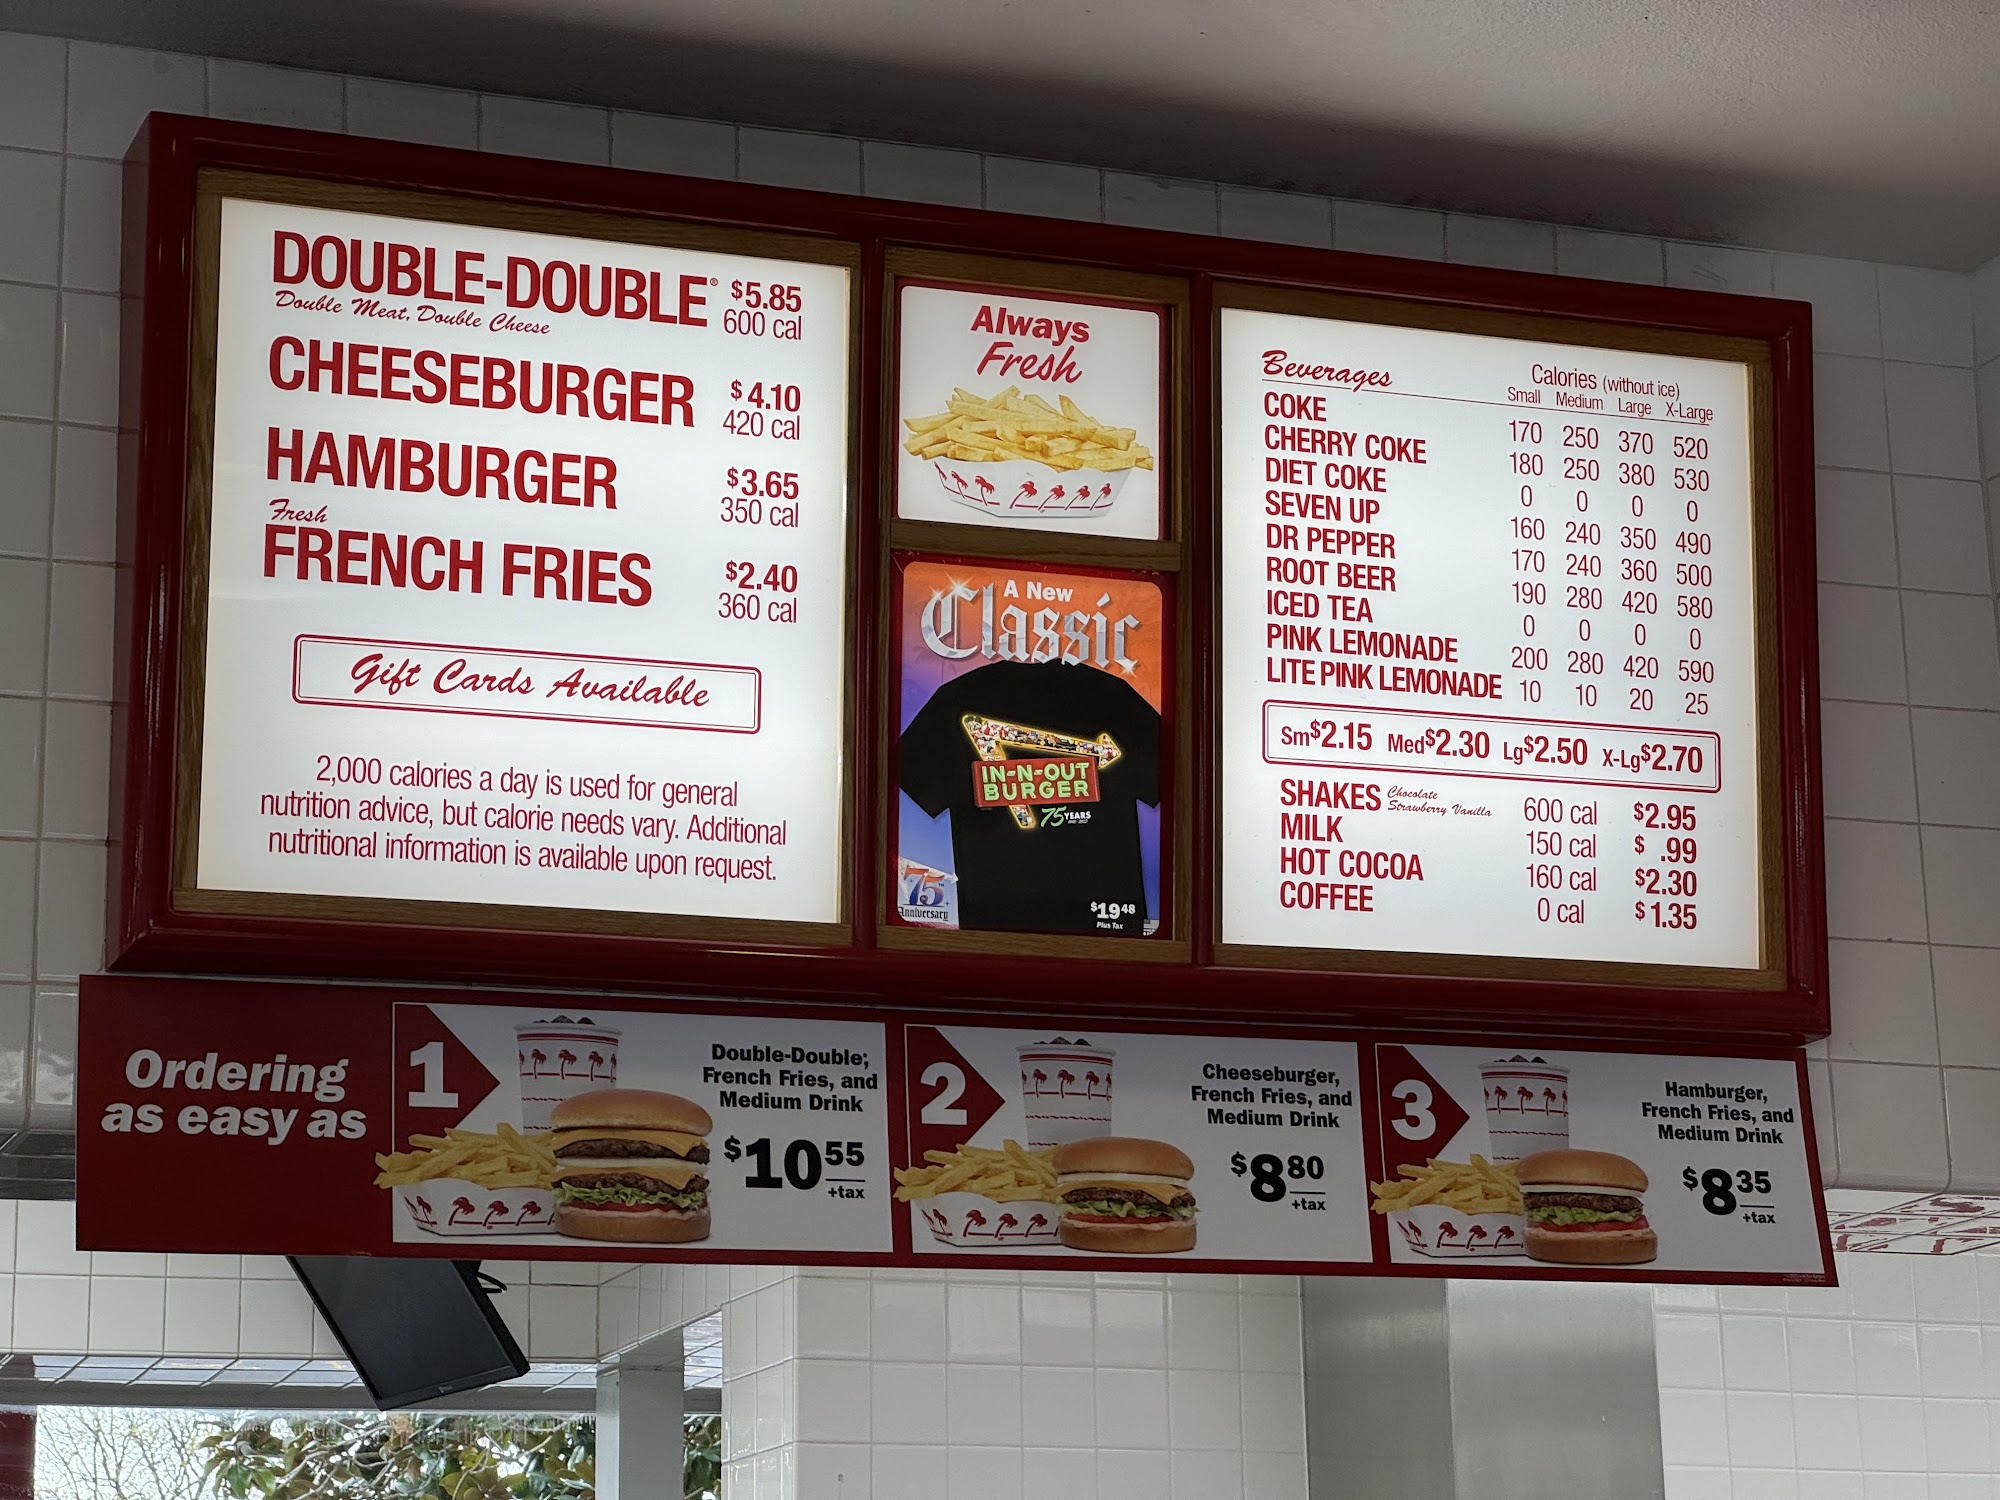 DOUBLE-DOUBLE® $5.85
Double Meat, Double Cheese 600 cal
CHEESEBURGER $4.10
420 cal
HAMBURGER $3.65
350 cal
Fresh
FRENCH FRIES $2.40
360 cal
Gift Cards Available
2,000 calories a day is used for general
nutrition advice, but calorie needs vary. Additional
nutritional information is available upon request.
Always
Fresh
A New
Classic
IN-N-OUT
BURGER
75 YEARS
75TH
Anniversary
$19.48
Plus Tax
Beverages Calories (without ice)
Small Medium Large X-Large
COKE 170 250 370 520
CHERRY COKE 180 250 380 530
DIET COKE 0 0 0 0
SEVEN UP 160 240 350 490
DR PEPPER 170 240 360 500
ROOT BEER 190 280 420 580
ICED TEA 0 0 0 0
PINK LEMONADE 200 280 420 590
LITE PINK LEMONADE 10 10 20 25
Sm$2.15 Med$2.30 Lg$2.50 X-Lg$2.70
SHAKES Chocolate Strawberry Vanilla 600 cal $2.95
MILK 150 cal $ .99
HOT COCOA 160 cal $2.30
COFFEE 0 cal $1.35
Ordering
as easy as
1
Double-Double,
French Fries, and
Medium Drink
$10 55
+tax
2
Cheeseburger,
French Fries, and
Medium Drink
$8 80
+tax
3
Hamburger,
French Fries, and
Medium Drink
$8 35
+tax